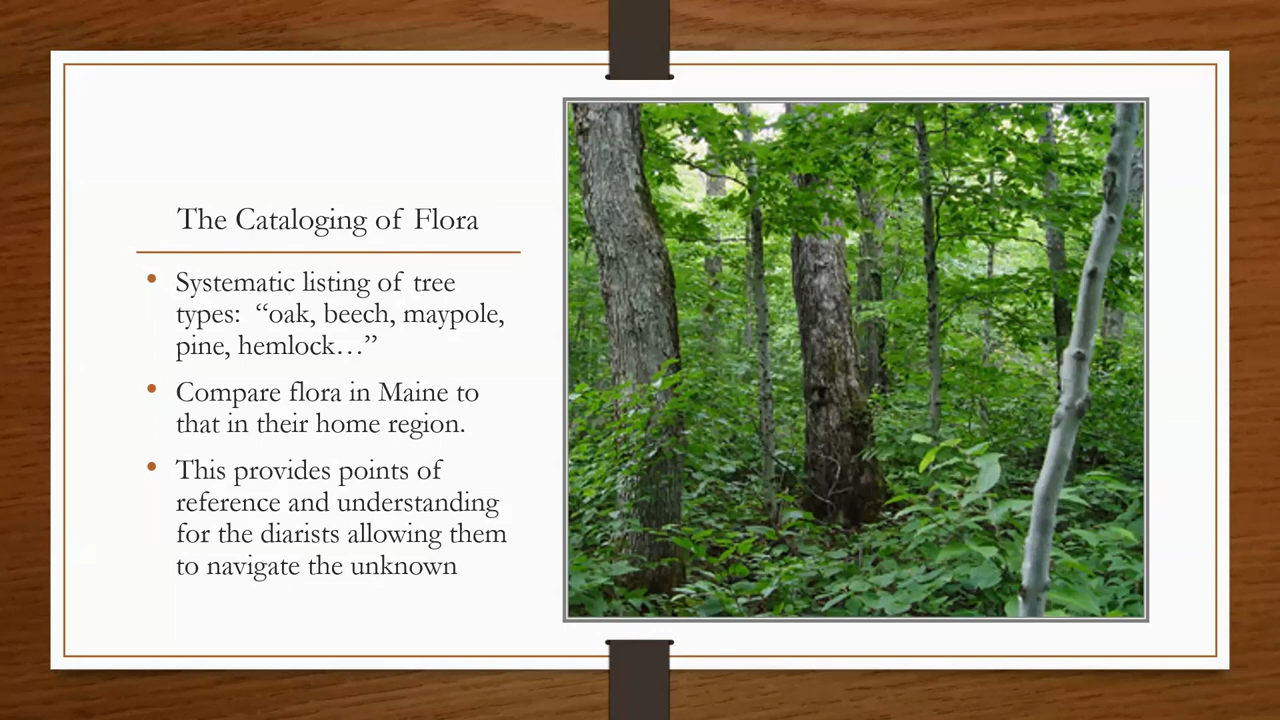 The Cataloging of Flora
• Systematic listing of tree
types: “oak, beech, maypole,
pine, hemlock…”
• Compare flora in Maine to
that in their home region.
• This provides points of
reference and understanding
for the diarists allowing them
to navigate the unknown